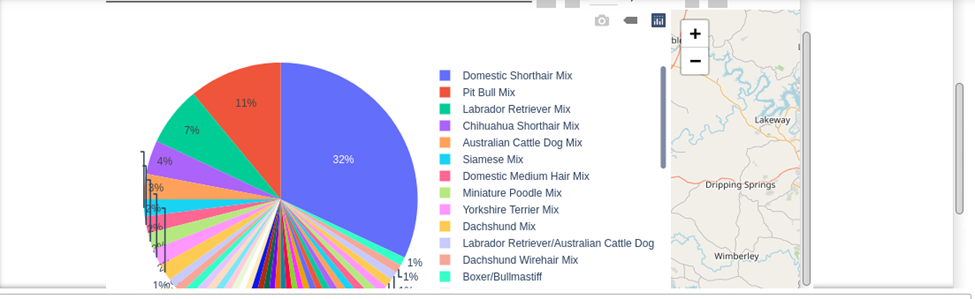 Domestic Shorthair Mix
Pit Bull Mix
Labrador Retriever Mix
Chihuahua Shorthair Mix
Australian Cattle Dog Mix
Siamese Mix
Domestic Medium Hair Mix
Miniature Poodle Mix
Yorkshire Terrier Mix
Dachshund Mix
Labrador Retriever/Australian Cattle Dog
Dachshund Wirehair Mix
Boxer/Bullmastiff
11%
7%
32%
4%
3%
1%
1%
1%
+
−
Lakeway
Dripping Springs
Wimberley